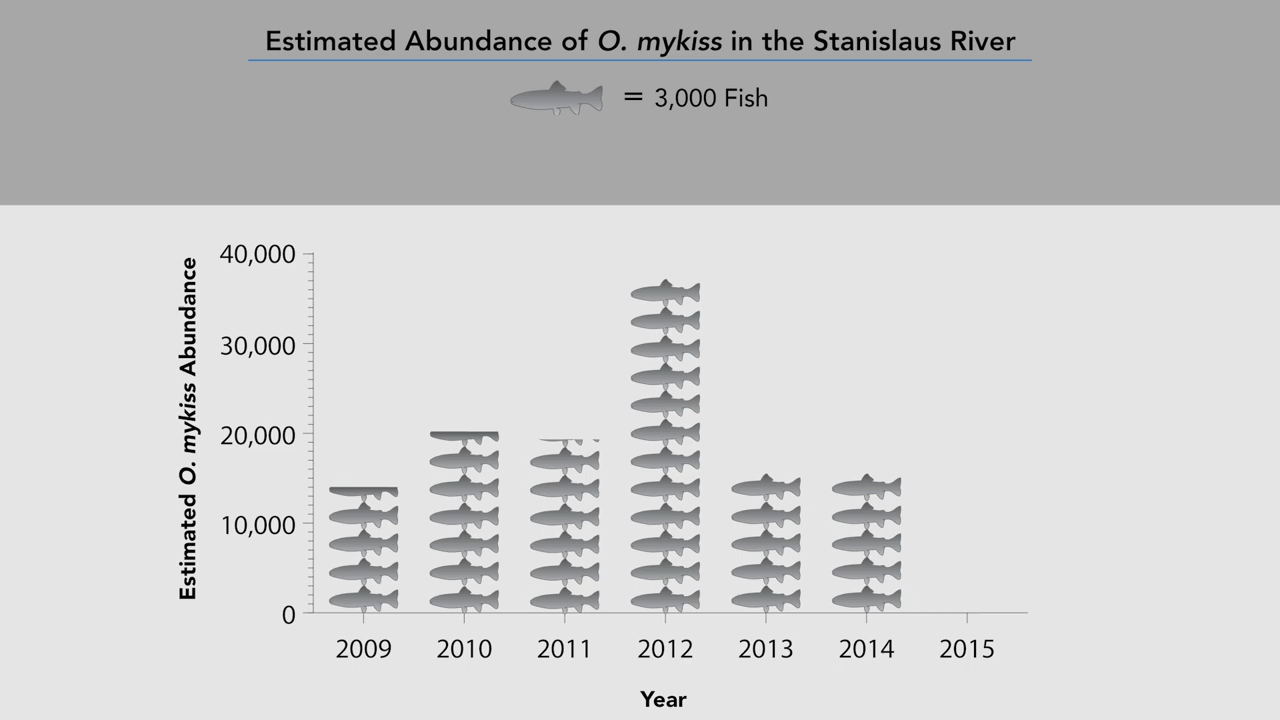 Estimated Abundance of O. mykiss in the Stanislaus River
= 3,000 Fish
Estimated O. mykiss Abundance
40,000
30,000
20,000
10,000
0
2009 2010 2011 2012 2013 2014 2015
Year